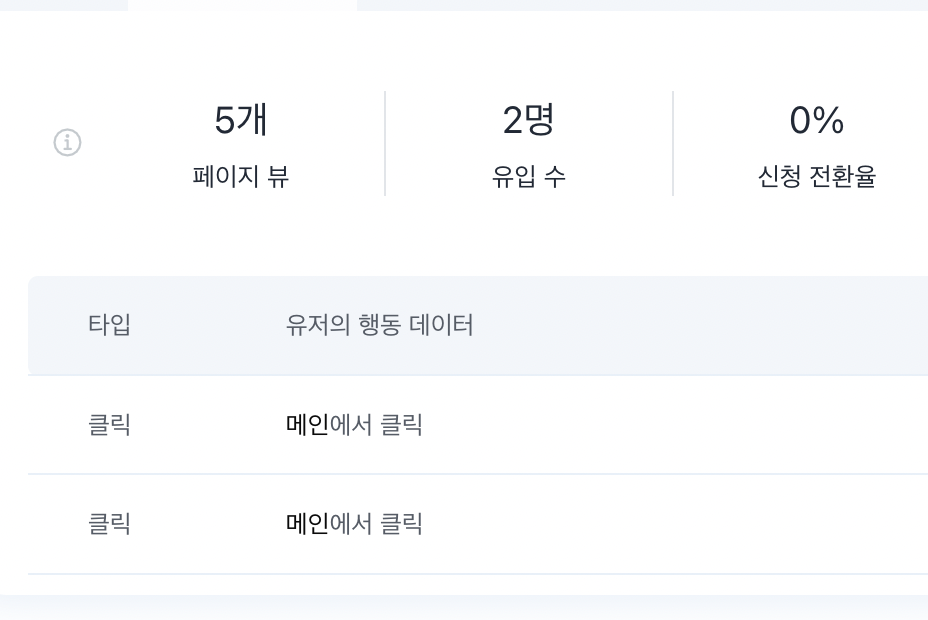 5개
2명
0%
페이지 뷰
유입 수
신청 전환율
타입
유저의 행동 데이터
클릭
메인에서 클릭
클릭
메인에서 클릭